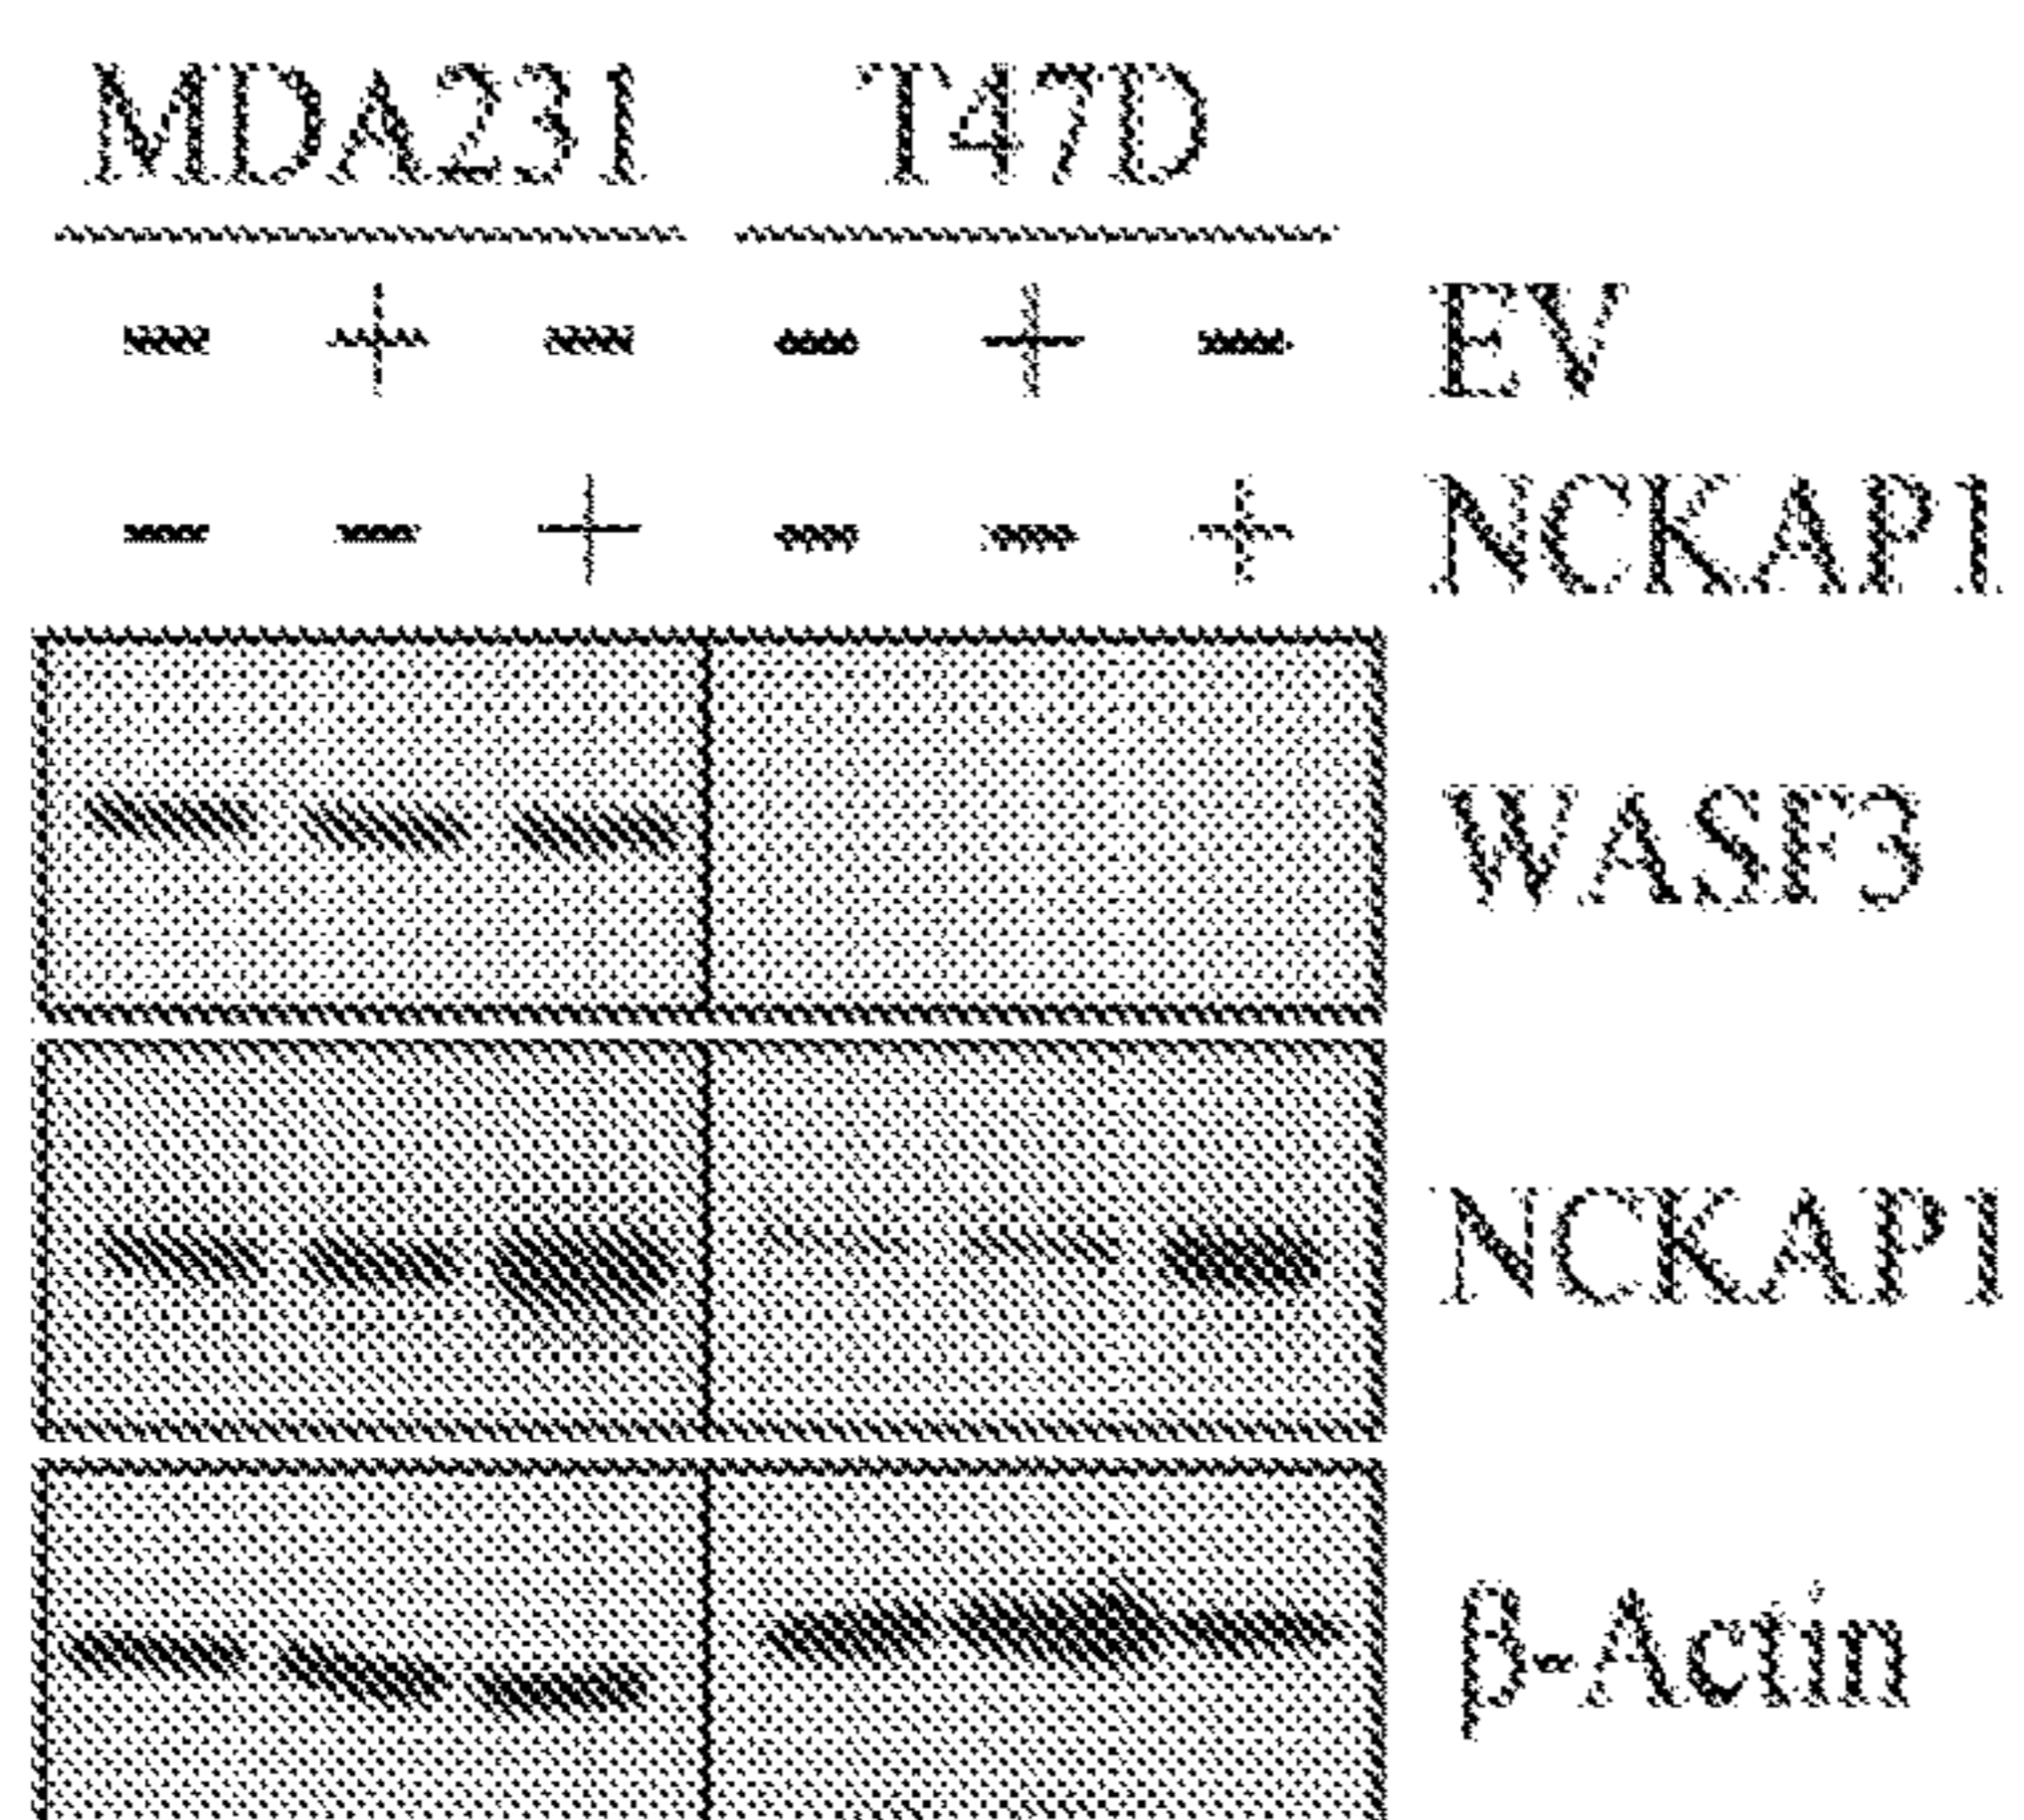 MDA231 T47D
- + - - + - EV
- - + - - + NCKAP1
WASF3
NCKAP1
β-Actin